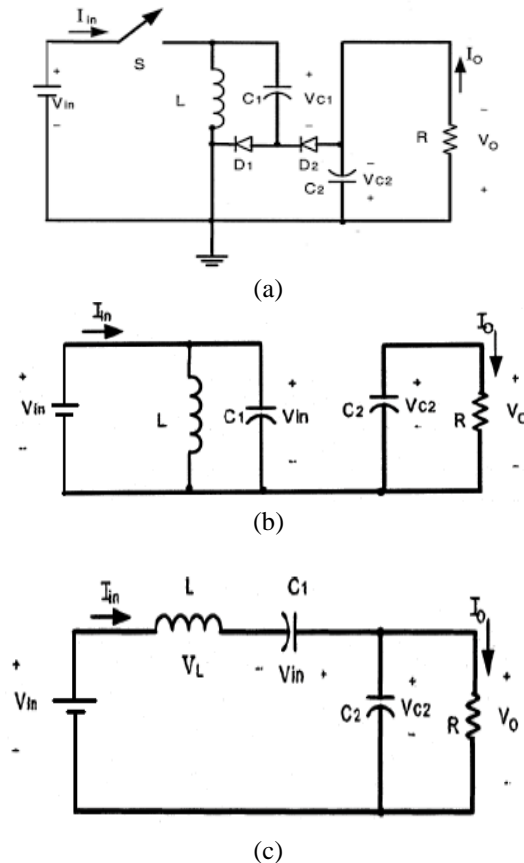 I in
S
+
Vin
-
L
C1
+
VC1
-
D1
D2
C2
-
VC2
+
R
IO
-
VO
+
(a)
Iin
+
Vin
-
L
C1
+
Vin
-
C2
+
VC2
-
R
IO
+
VO
-
(b)
Iin
L
C1
VL
- Vin +
+
Vin
-
C2
+
VC2
-
R
IO
+
VO
-
(c)